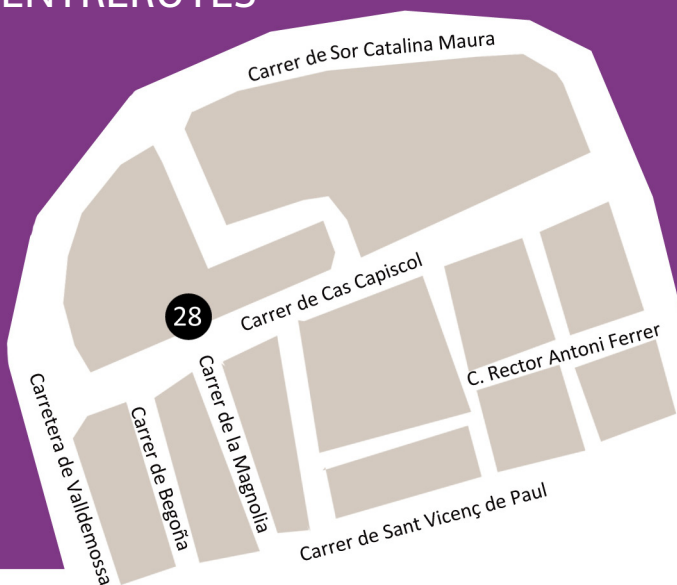 ENTRERUTES
Carrer de Sor Catalina Maura
Carrer de Cas Capiscol
28
C. Rector Antoni Ferrer
Carretera de Valldemossa
Carrer de Begoña
Carrer de la Magnolia
Carrer de Sant Vicenç de Paul